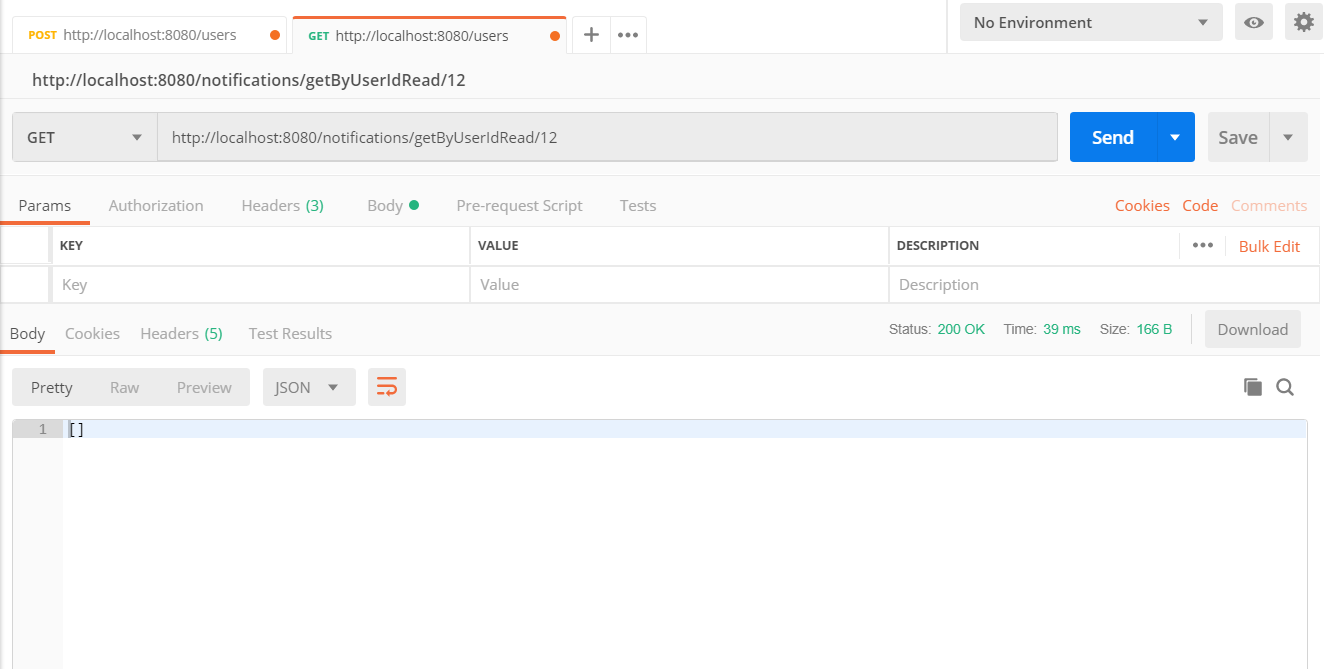 POST http://localhost:8080/users GET http://localhost:8080/users No Environment
http://localhost:8080/notifications/getByUserIdRead/12
GET http://localhost:8080/notifications/getByUserIdRead/12 Send Save
Params Authorization Headers (3) Body Pre-request Script Tests Cookies Code Comments
KEY VALUE DESCRIPTION Bulk Edit
Key Value Description
Body Cookies Headers (5) Test Results Status: 200 OK Time: 39 ms Size: 166 B Download
Pretty Raw Preview JSON
1 []